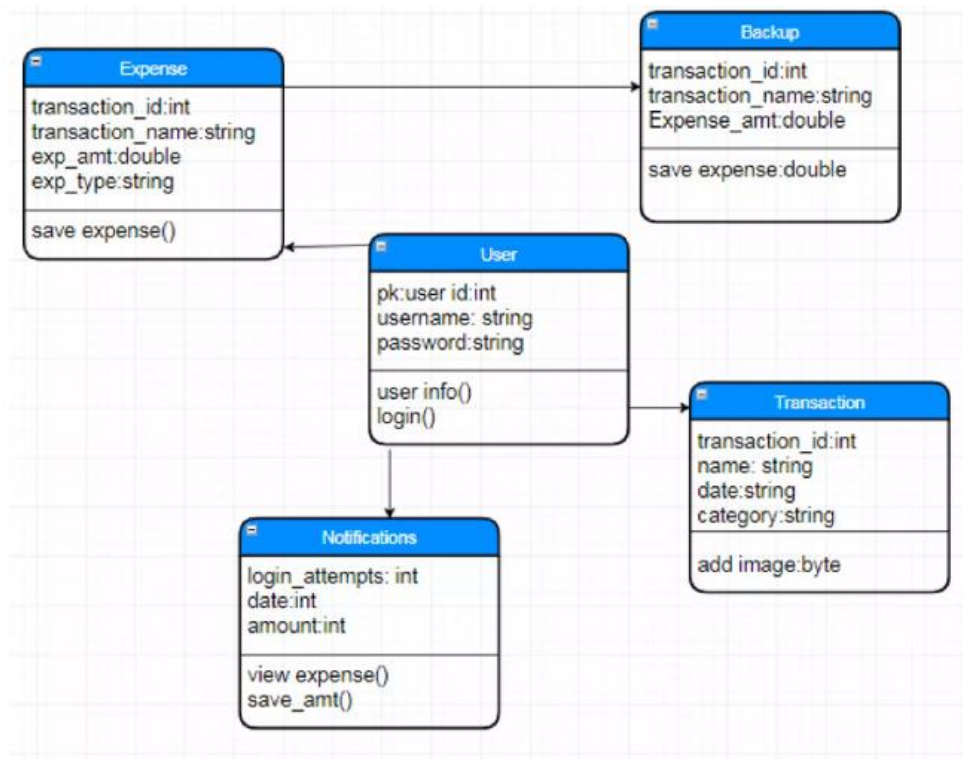 Expense
transaction_id:int
transaction_name:string
exp_amt:double
exp_type:string
save expense()
Backup
transaction_id:int
transaction_name:string
Expense_amt:double
save expense:double
User
pk:user id:int
username: string
password:string
user info()
login()
Transaction
transaction_id:int
name: string
date:string
category:string
add image:byte
Notifications
login_attempts: int
date:int
amount:int
view expense()
save_amt()